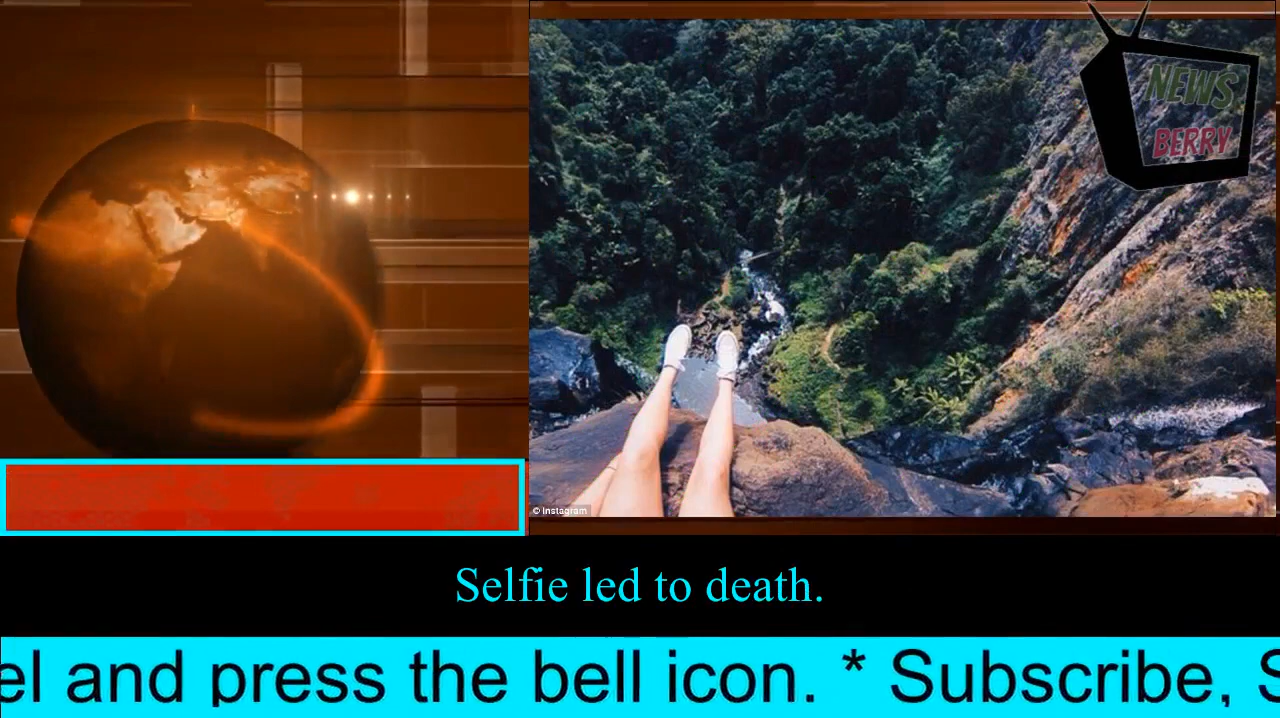 NEWS
BERRY
© Instagram
Selfie led to death.
el and press the bell icon. * Subscribe, S